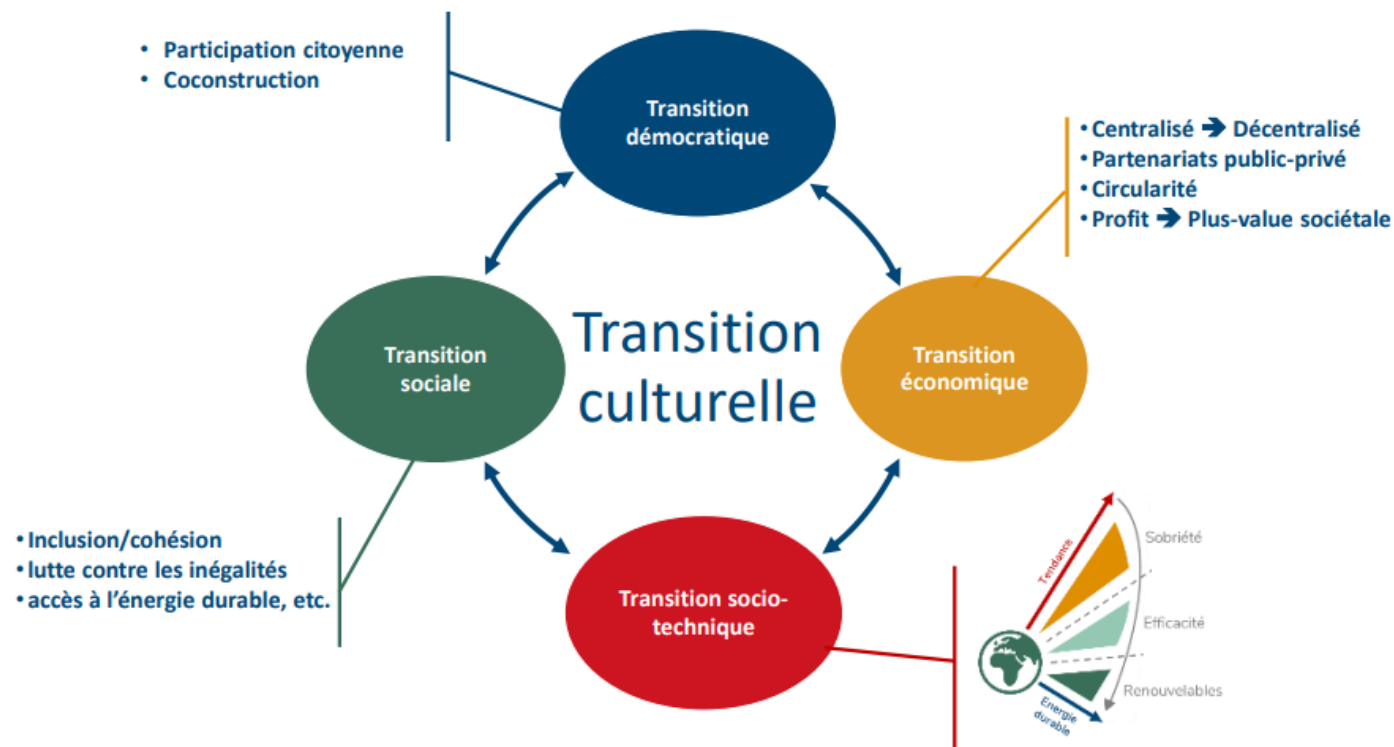 • Participation citoyenne
• Coconstruction
Transition
démocratique
• Centralisé ➔ Décentralisé
• Partenariats public-privé
• Circularité
• Profit ➔ Plus-value sociétale
Transition
sociale
Transition
culturelle
Transition
économique
• Inclusion/cohésion
• lutte contre les inégalités
• accès à l'énergie durable, etc.
Transition socio-
technique
Tendance
Sobriété
Efficacité
Renouvelables
Energie
durable